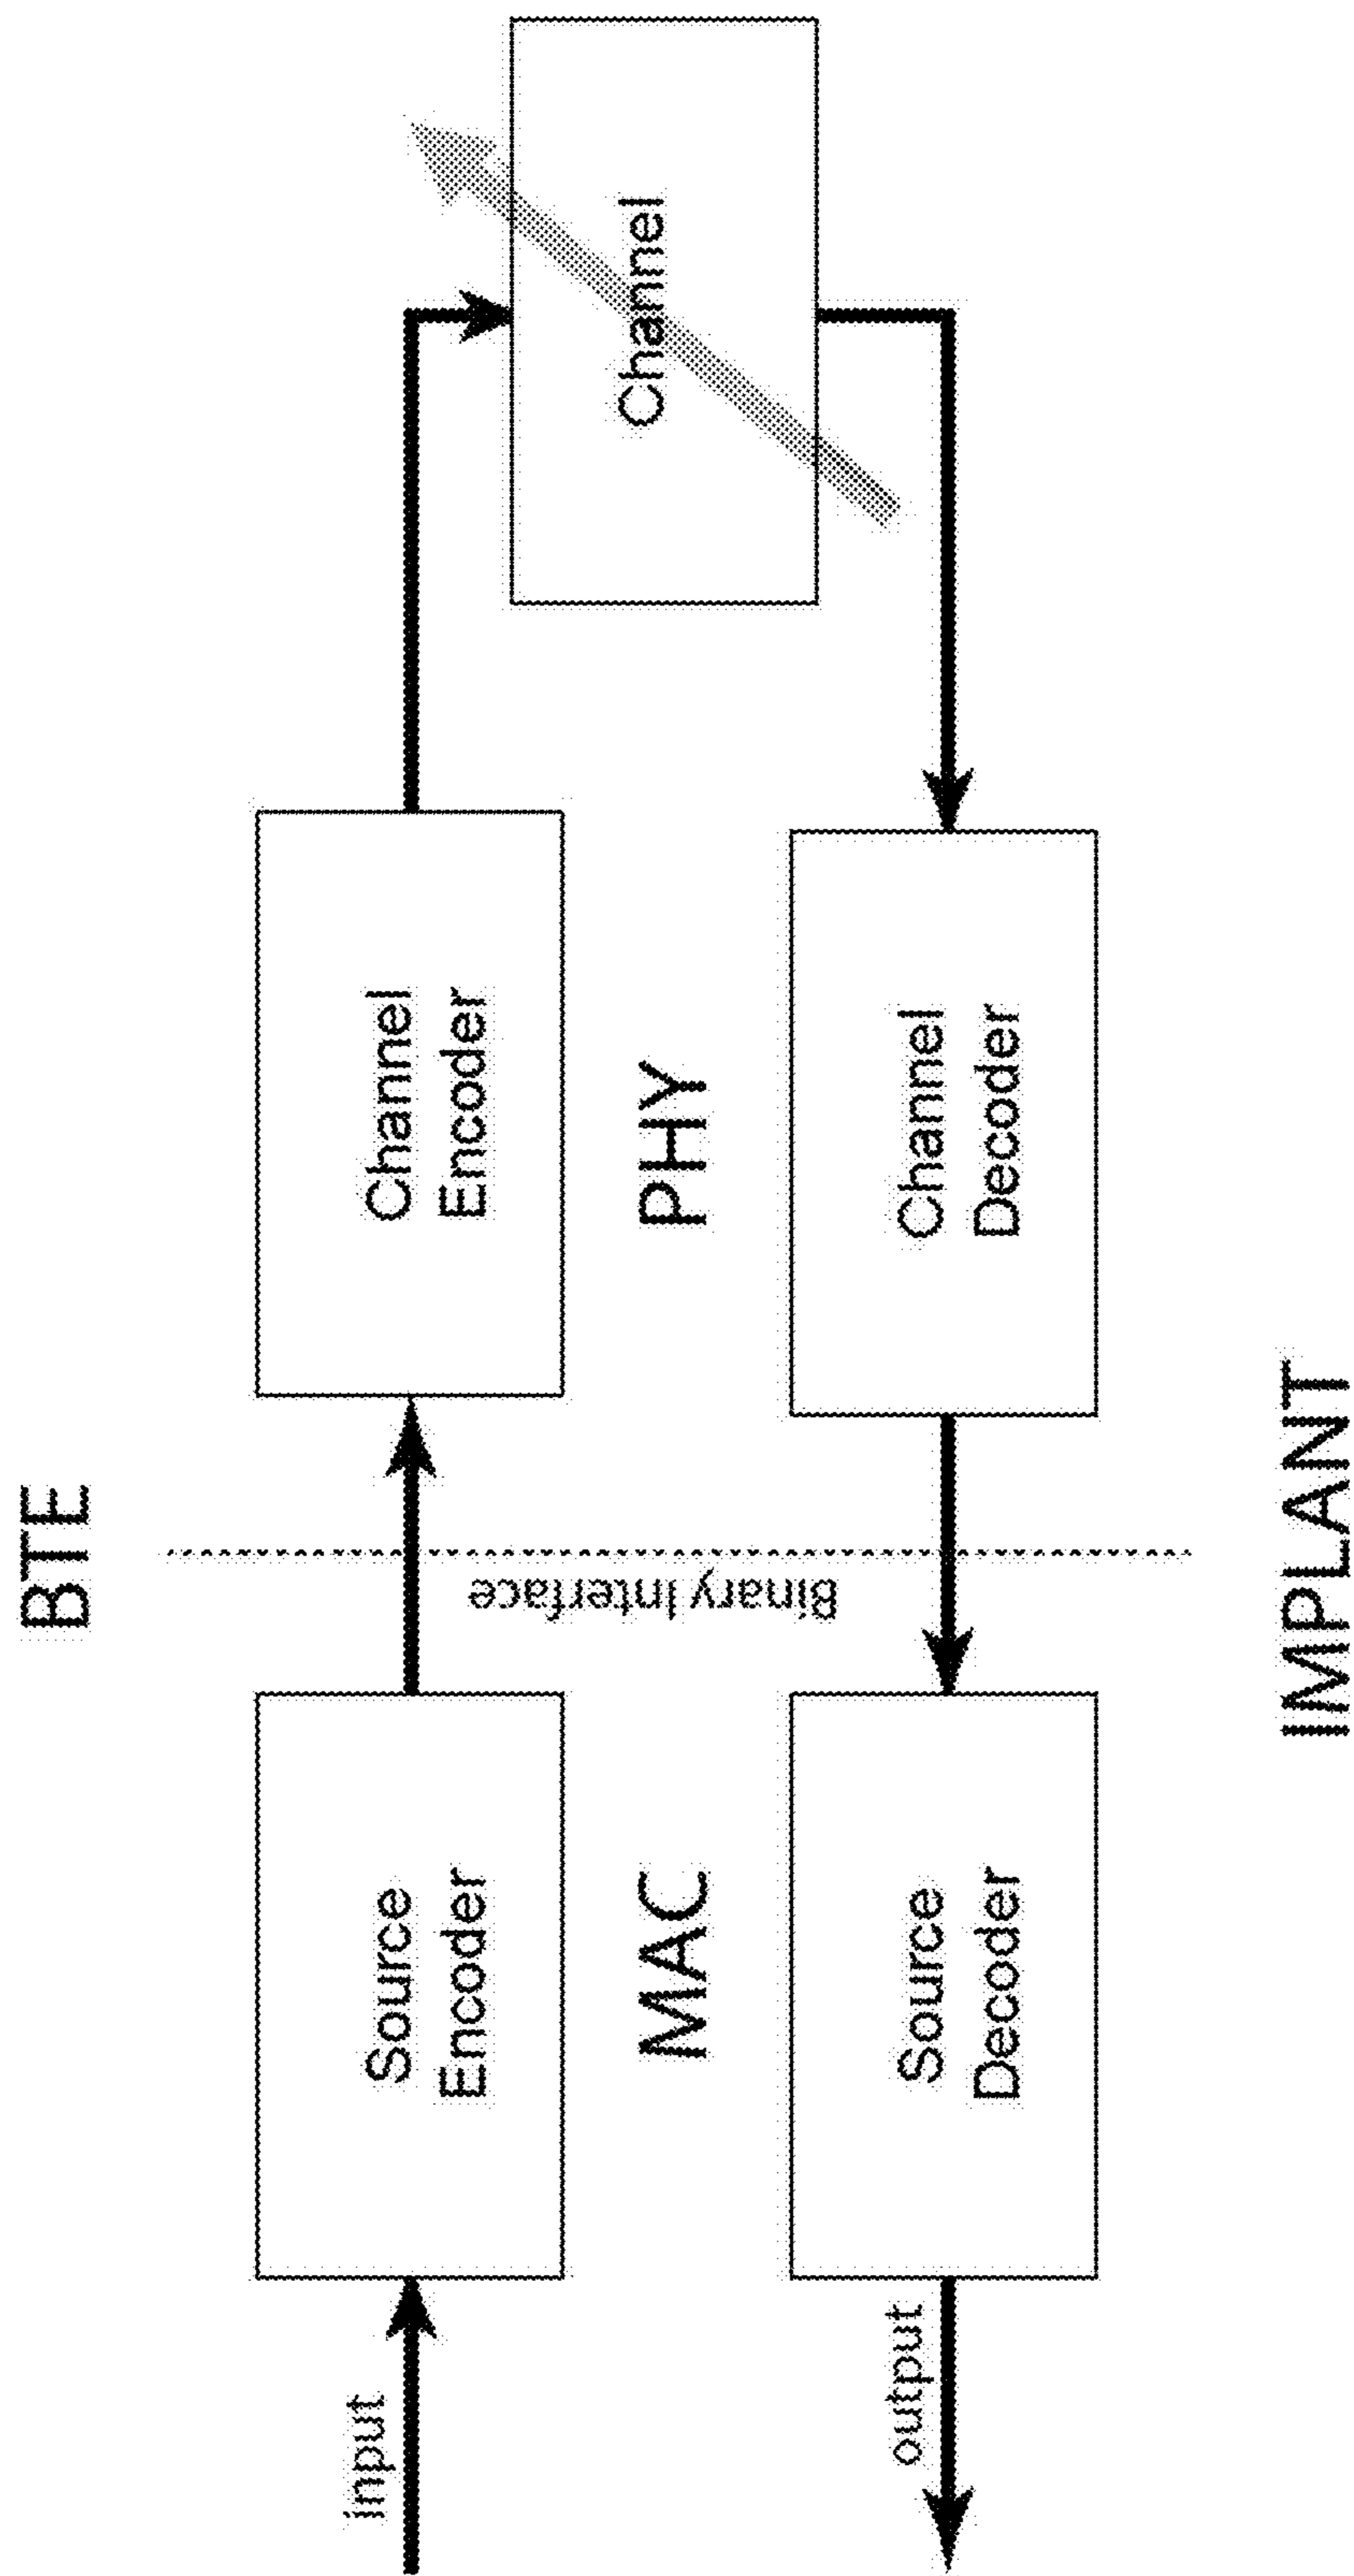 BTE
input
Source
Encoder
Channel
Encoder
Binary Interface
MAC
PHY
Channel
output
Source
Decoder
Channel
Decoder
IMPLANT